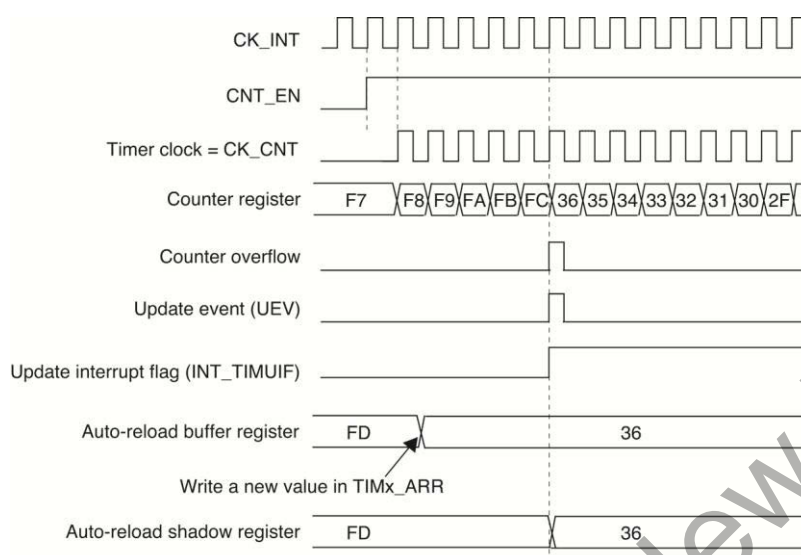 CK_INT
CNT_EN
Timer clock = CK_CNT
Counter register F7 F8 F9 FA FB FC 36 35 34 33 32 31 30 2F
Counter overflow
Update event (UEV)
Update interrupt flag (INT_TIMUIF)
Auto-reload buffer register FD 36
Write a new value in TIMx_ARR
Auto-reload shadow register FD 36